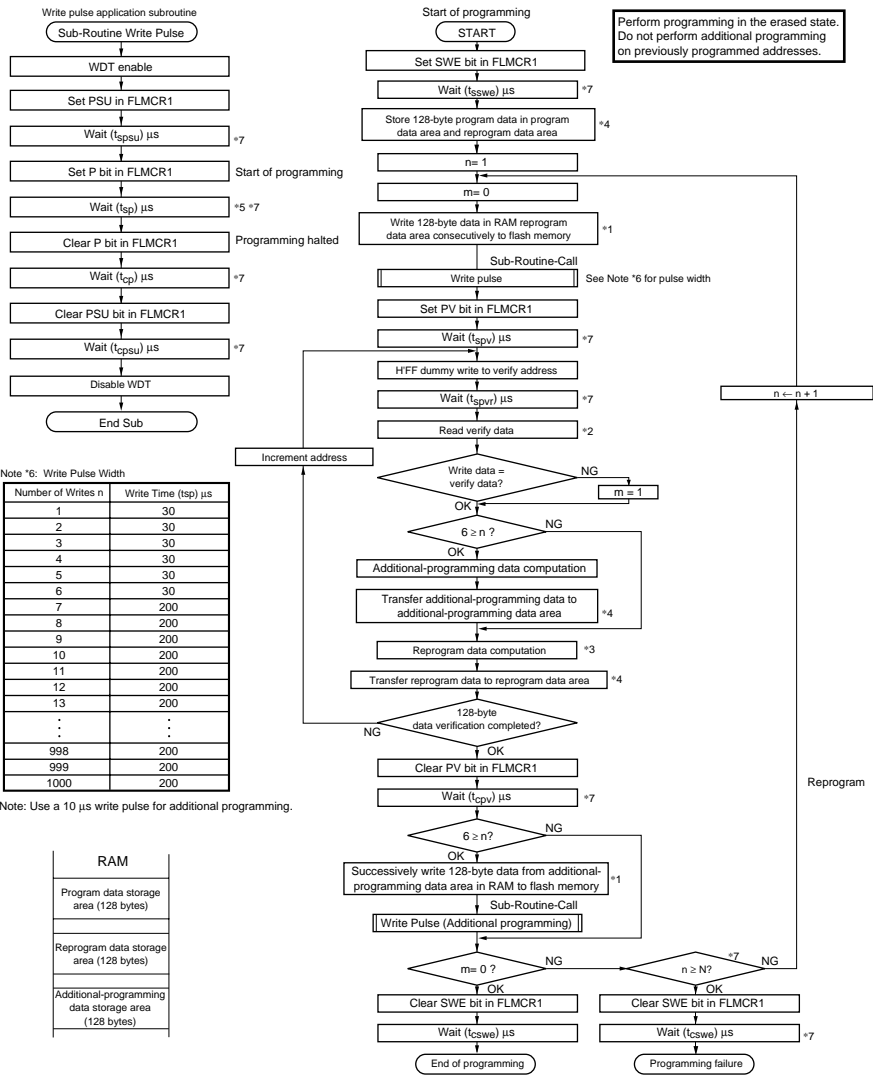 Write pulse application subroutine
Sub-Routine Write Pulse
WDT enable
Set PSU in FLMCR1
Wait (tspsu) µs
*7
Set P bit in FLMCR1
Start of programming
Wait (tsp) µs
*5 *7
Clear P bit in FLMCR1
Programming halted
Wait (tcp) µs
*7
Clear PSU bit in FLMCR1
Wait (tcpsu) µs
*7
Disable WDT
End Sub
Note *6: Write Pulse Width
Number of Writes n Write Time (tsp) µs
1 30
2 30
3 30
4 30
5 30
6 30
7 200
8 200
9 200
10 200
11 200
12 200
13 200
. .
. .
. .
998 200
999 200
1000 200
Note: Use a 10 µs write pulse for additional programming.
RAM
Program data storage
area (128 bytes)
Reprogram data storage
area (128 bytes)
Additional-programming
data storage area
(128 bytes)
Start of programming
START
Set SWE bit in FLMCR1
Wait (tsswe) µs
*7
Store 128-byte program data in program
data area and reprogram data area
*4
n= 1
m= 0
Write 128-byte data in RAM reprogram
data area consecutively to flash memory
*1
Sub-Routine-Call
Write pulse
See Note *6 for pulse width
Set PV bit in FLMCR1
Wait (tspv) µs
*7
H'FF dummy write to verify address
Wait (tspvr) µs
*7
Read verify data
*2
Increment address
Write data =
verify data?
NG
m = 1
OK
6 ≥ n ?
NG
OK
Additional-programming data computation
Transfer additional-programming data to
additional-programming data area
*4
Reprogram data computation
*3
Transfer reprogram data to reprogram data area
*4
128-byte
data verification completed?
NG
OK
Clear PV bit in FLMCR1
Wait (tcpv) µs
*7
6 ≥ n?
NG
OK
Successively write 128-byte data from additional-
programming data area in RAM to flash memory
*1
Sub-Routine-Call
Write Pulse (Additional programming)
m= 0 ?
NG
OK
Clear SWE bit in FLMCR1
Wait (tcswe) µs
End of programming
*7
n ≥ N?
NG
OK
Clear SWE bit in FLMCR1
Wait (tcswe) µs
*7
Programming failure
n ← n + 1
Reprogram
Perform programming in the erased state.
Do not perform additional programming
on previously programmed addresses.